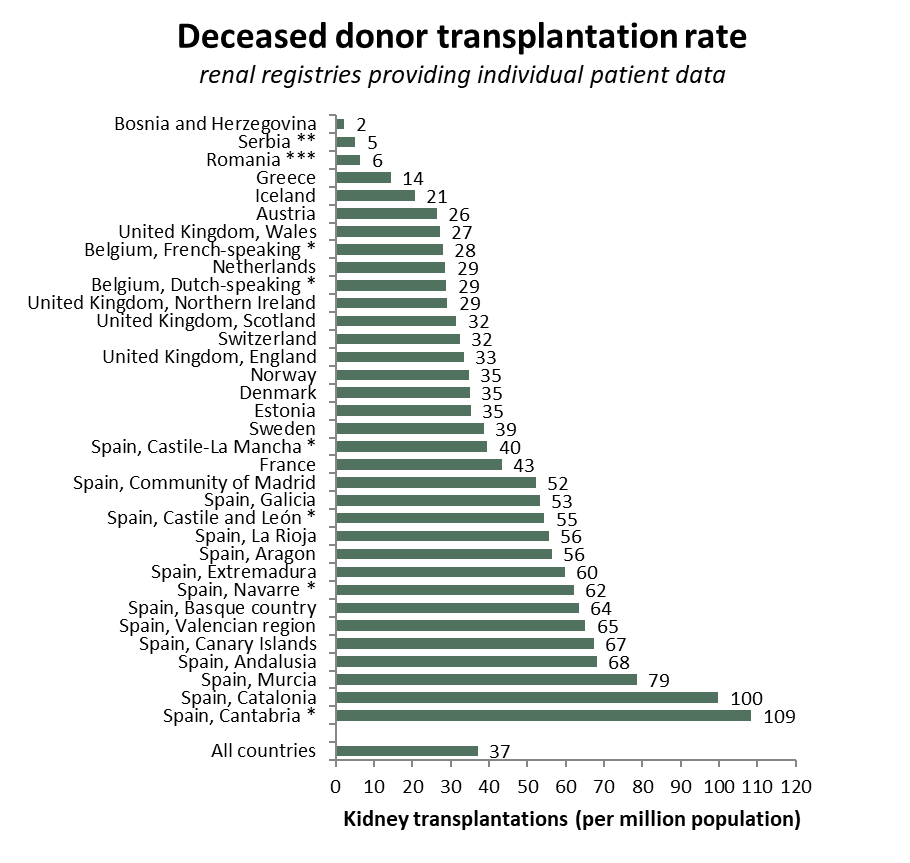 Deceased donor transplantation rate
renal registries providing individual patient data
Bosnia and Herzegovina 2
Serbia ** 5
Romania *** 6
Greece 14
Iceland 21
Austria 26
United Kingdom, Wales 27
Belgium, French-speaking * 28
Netherlands 29
Belgium, Dutch-speaking * 29
United Kingdom, Northern Ireland 29
United Kingdom, Scotland 32
Switzerland 32
United Kingdom, England 33
Norway 35
Denmark 35
Estonia 35
Sweden 39
Spain, Castile-La Mancha * 40
France 43
Spain, Community of Madrid 52
Spain, Galicia 53
Spain, Castile and León * 55
Spain, La Rioja 56
Spain, Aragon 56
Spain, Extremadura 60
Spain, Navarre * 62
Spain, Basque country 64
Spain, Valencian region 65
Spain, Canary Islands 67
Spain, Andalusia 68
Spain, Murcia 79
Spain, Catalonia 100
Spain, Cantabria * 109
All countries 37
0 10 20 30 40 50 60 70 80 90 100 110 120
Kidney transplantations (per million population)